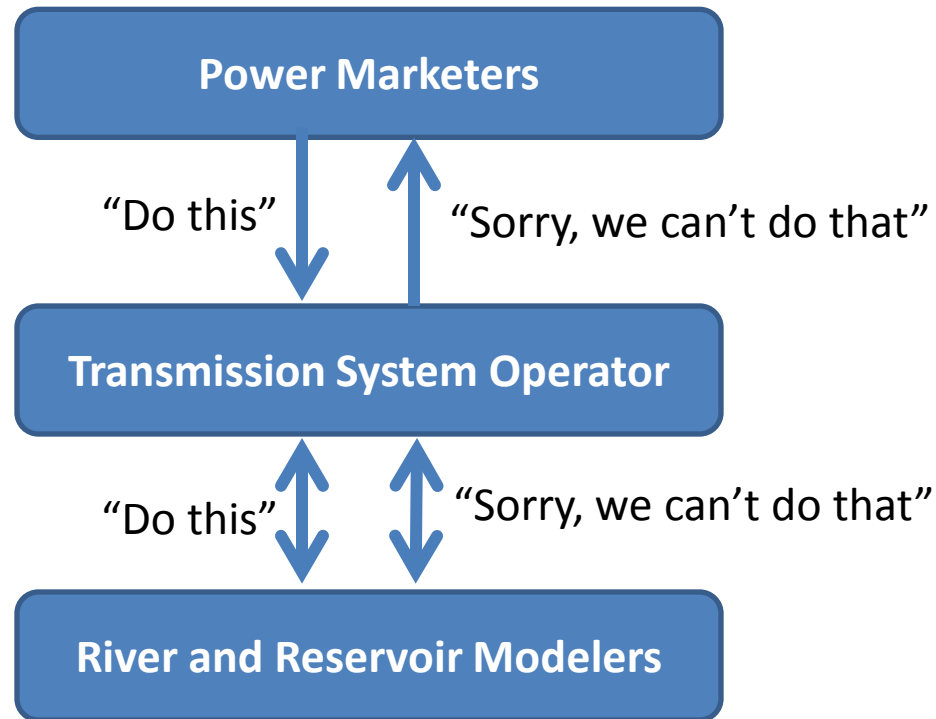 Power Marketers
“Do this”
“Sorry, we can’t do that”
Transmission System Operator
“Do this”
“Sorry, we can’t do that”
River and Reservoir Modelers